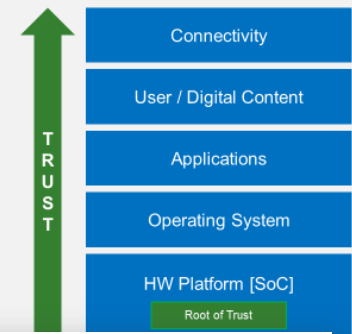 TRUST
Connectivity
User / Digital Content
Applications
Operating System
HW Platform [SoC]
Root of Trust